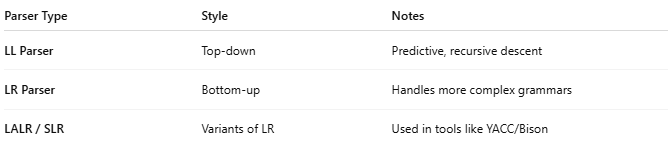 Parser Type Style Notes
LL Parser Top-down Predictive, recursive descent
LR Parser Bottom-up Handles more complex grammars
LALR / SLR Variants of LR Used in tools like YACC/Bison